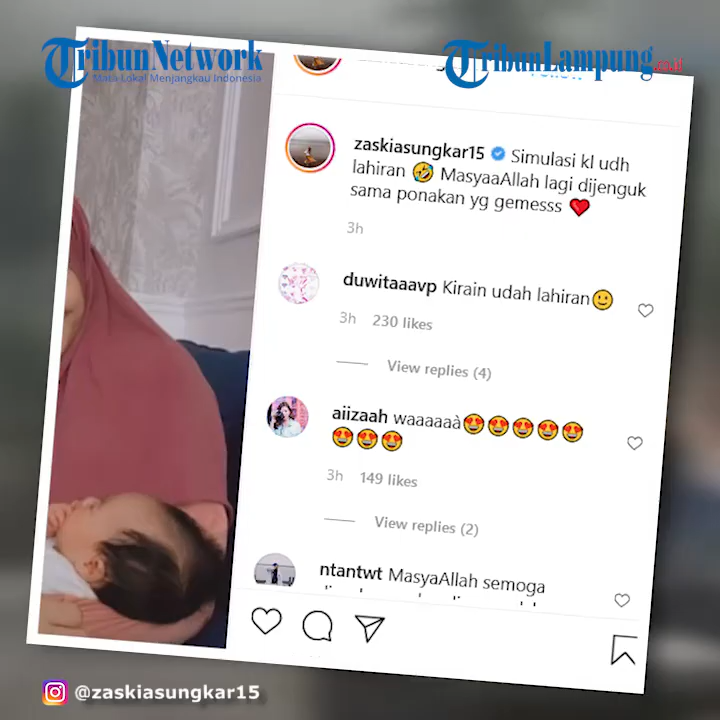 TribunNetwork
Mata Lokal Menjangkau Indonesia
TribunLampung.co.id
zaskiasungkar15 Simulasi kl udh
lahiran 🤣 MasyaaAllah lagi dijenguk
sama ponakan yg gemesss ❤️
3h
duwitaaavp Kirain udah lahiran🙂
3h 230 likes
View replies (4)
aiizaah waaaaaà😍😍😍😍😍
😍😍😍
3h 149 likes
View replies (2)
ntantwt MasyaAllah semoga
@zaskiasungkar15